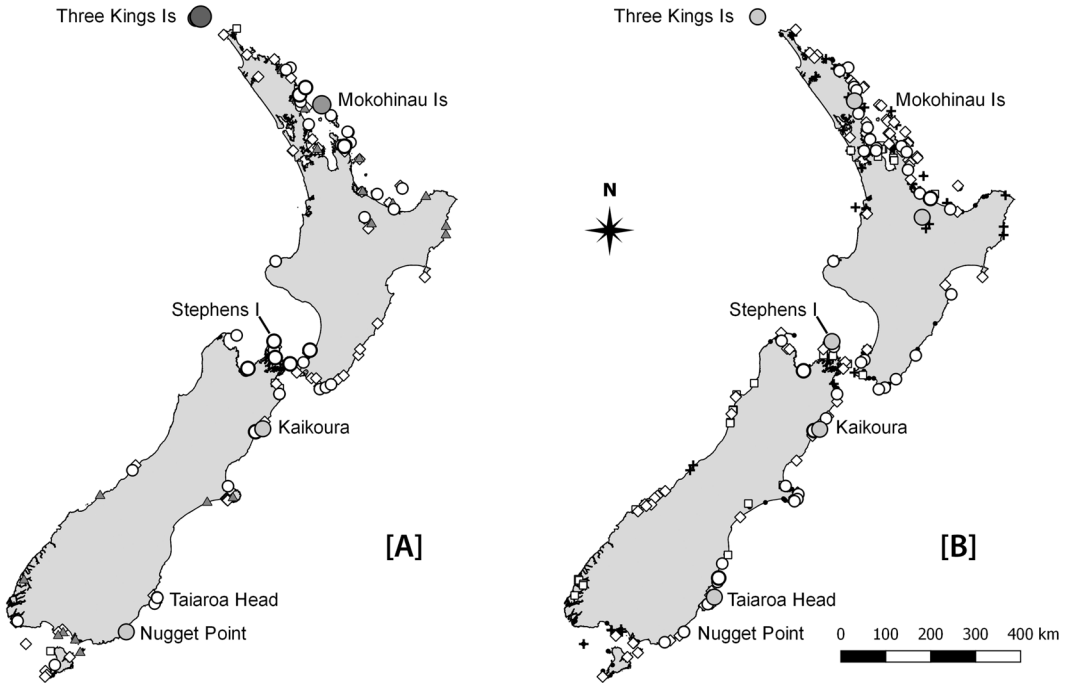 Three Kings Is
Mokohinau Is
Stephens I
Kaikoura
[A]
Taiaroa Head
Nugget Point
N
Three Kings Is
Mokohinau Is
Stephens I
Kaikoura
[B]
Taiaroa Head
Nugget Point
0 100 200 300 400 km